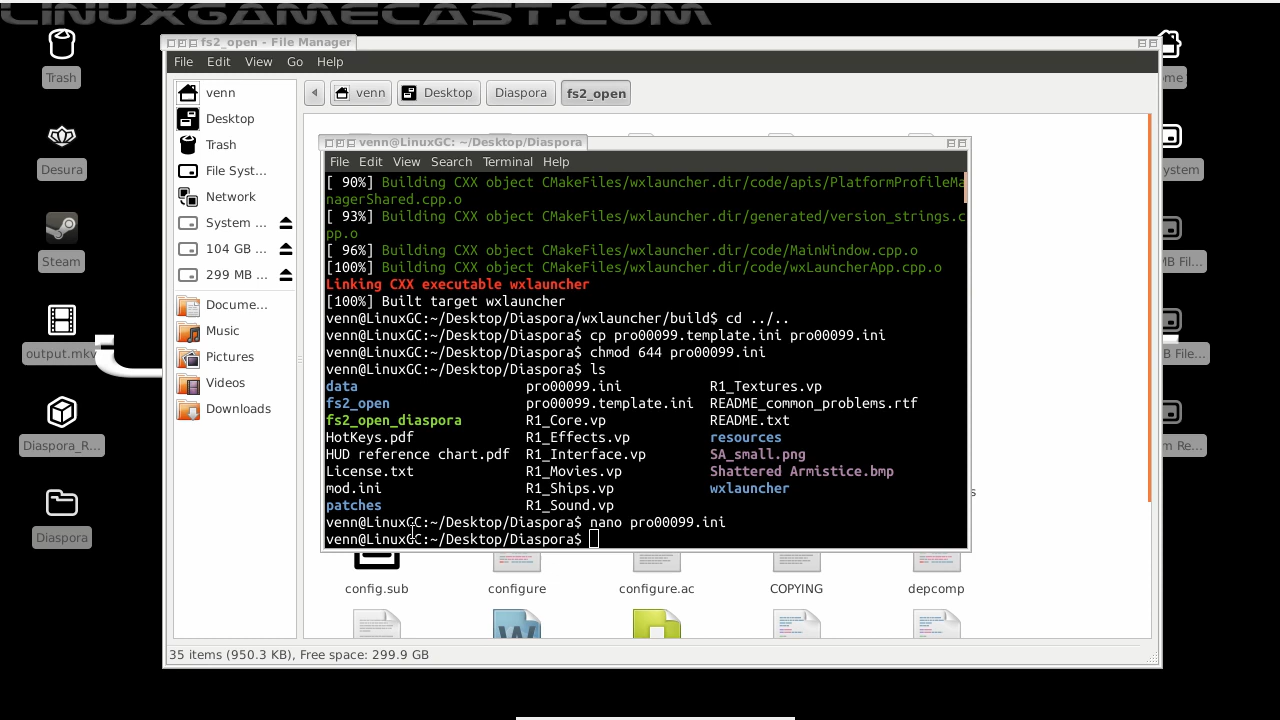 LINUXGAMECAST.COM
fs2_open - File Manager
File Edit View Go Help
Trash
Desura
Steam
output.mkv
Diaspora_R...
Diaspora
venn
Desktop
Trash
File Syst...
Network
System ...
104 GB ...
299 MB ...
Docume...
Music
Pictures
Videos
Downloads
venn Desktop Diaspora fs2_open
venn@LinuxGC: ~/Desktop/Diaspora
File Edit View Search Terminal Help
[ 90%] Building CXX object CMakeFiles/wxlauncher.dir/code/apis/PlatformProfileMa
nagerShared.cpp.o
[ 93%] Building CXX object CMakeFiles/wxlauncher.dir/generated/version_strings.c
pp.o
[ 96%] Building CXX object CMakeFiles/wxlauncher.dir/code/MainWindow.cpp.o
[100%] Building CXX object CMakeFiles/wxlauncher.dir/code/wxLauncherApp.cpp.o
Linking CXX executable wxlauncher
[100%] Built target wxlauncher
venn@LinuxGC:~/Desktop/Diaspora/wxlauncher/build$ cd ../..
venn@LinuxGC:~/Desktop/Diaspora$ cp pro00099.template.ini pro00099.ini
venn@LinuxGC:~/Desktop/Diaspora$ chmod 644 pro00099.ini
venn@LinuxGC:~/Desktop/Diaspora$ ls
data pro00099.ini R1_Textures.vp
fs2_open pro00099.template.ini README_common_problems.rtf
fs2_open_diaspora R1_Core.vp README.txt
HotKeys.pdf R1_Effects.vp resources
HUD reference chart.pdf R1_Interface.vp SA_small.png
License.txt R1_Movies.vp Shattered Armistice.bmp
mod.ini R1_Ships.vp wxlauncher
patches R1_Sound.vp
venn@LinuxGC:~/Desktop/Diaspora$ nano pro00099.ini
venn@LinuxGC:~/Desktop/Diaspora$
config.sub configure configure.ac COPYING depcomp
35 items (950.3 KB), Free space: 299.9 GB
ome
ystem
MB Fil...
B File...
m Re...